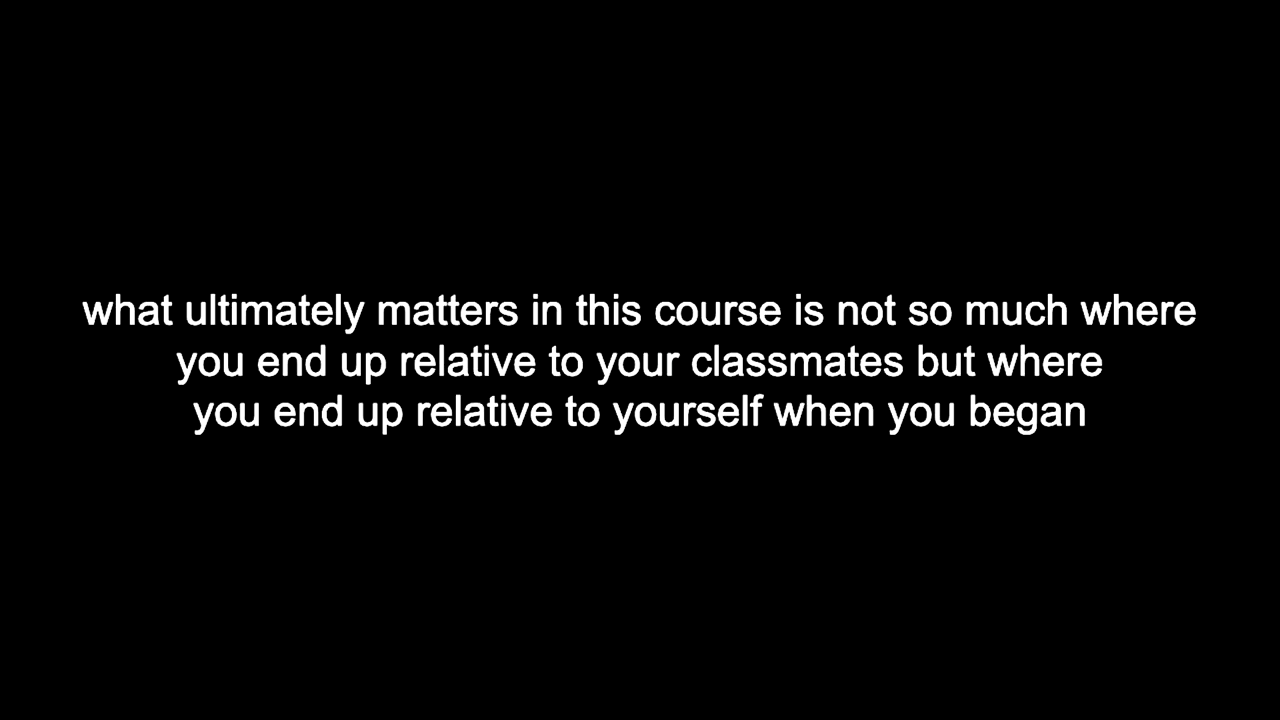 what ultimately matters in this course is not so much where
you end up relative to your classmates but where
you end up relative to yourself when you began